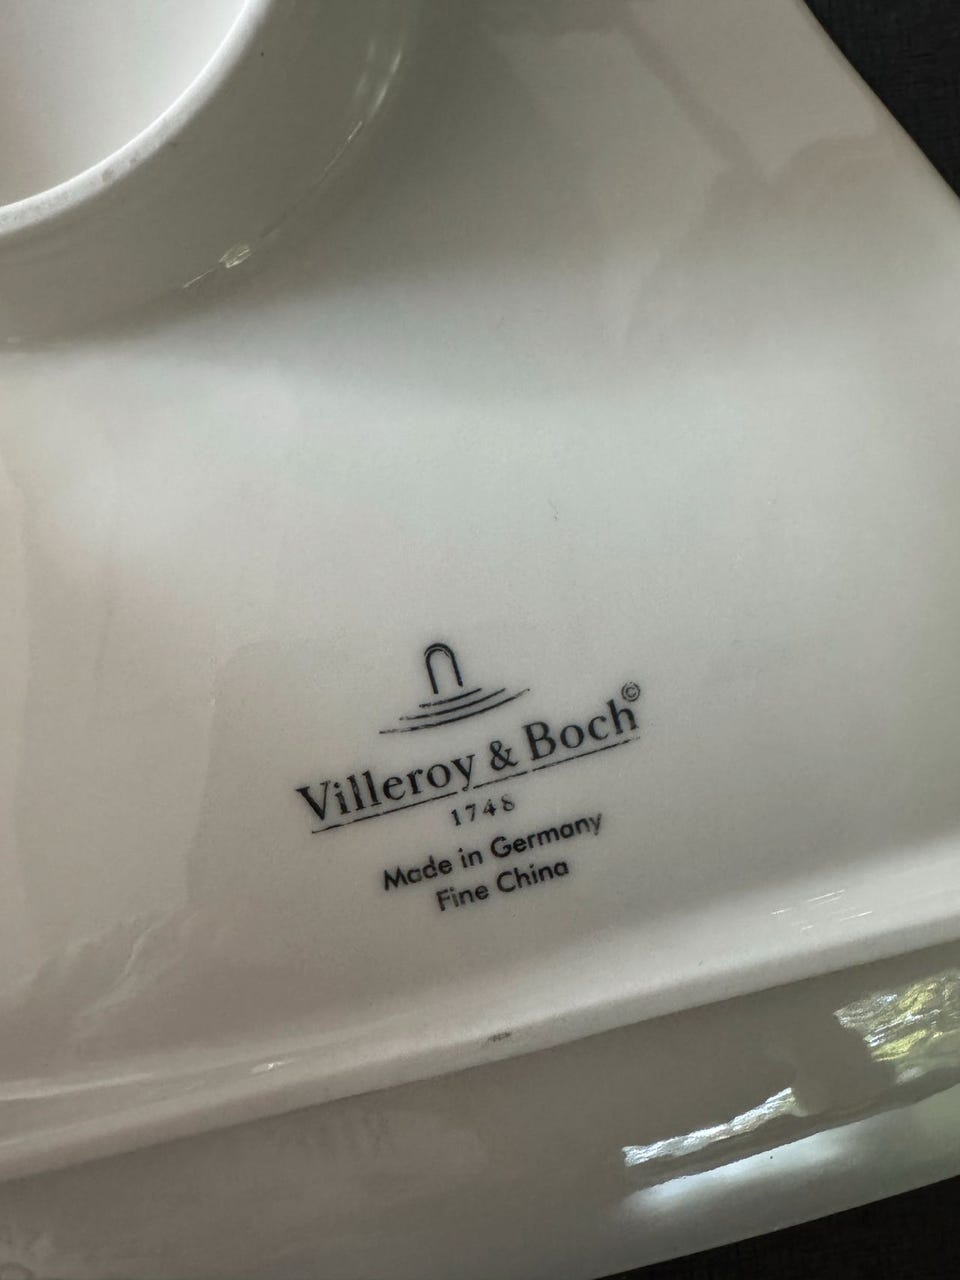 Villeroy & Boch©
1748
Made in Germany
Fine China